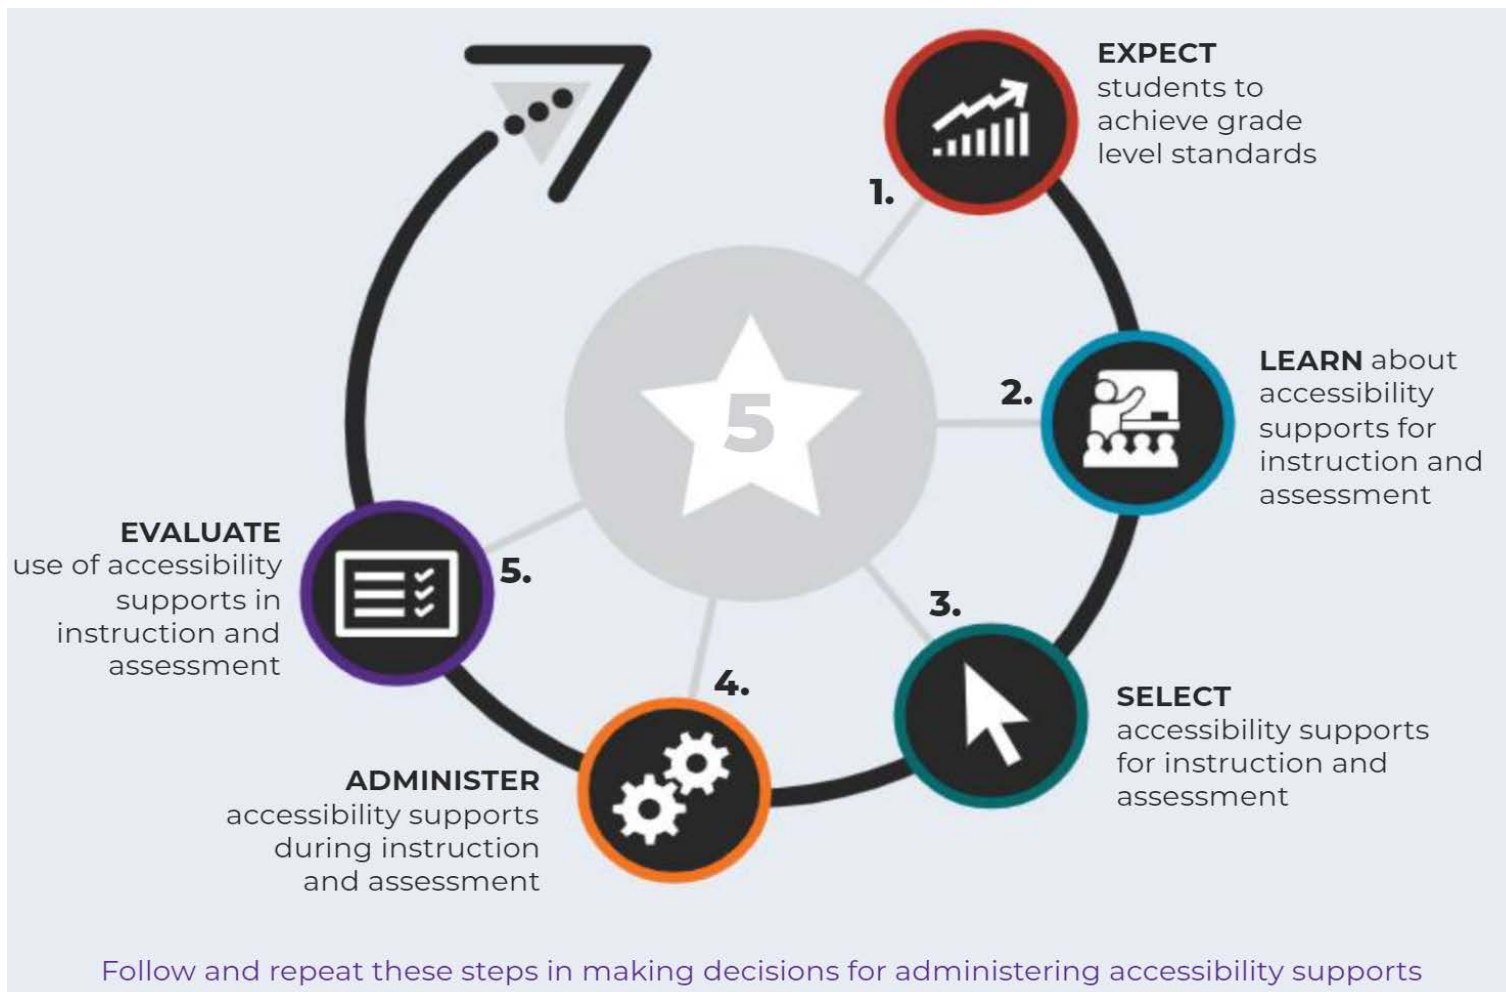 1.
EXPECT
students to
achieve grade
level standards
2.
LEARN about
accessibility
supports for
instruction and
assessment
3.
SELECT
accessibility supports
for instruction and
assessment
4.
ADMINISTER
accessibility supports
during instruction
and assessment
5.
EVALUATE
use of accessibility
supports in
instruction and
assessment
5
Follow and repeat these steps in making decisions for administering accessibility supports